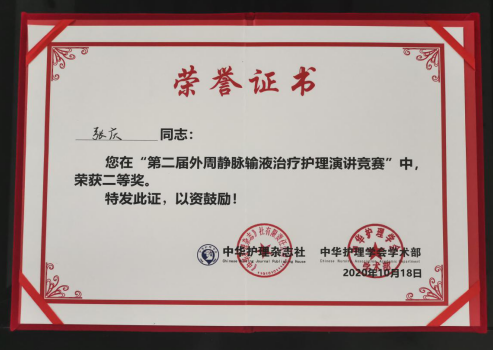 荣誉证书
张庆 同志：
您在“第二届外周静脉输液治疗护理演讲竞赛”中，
荣获二等奖。
特发此证，以资鼓励！
中华护理杂志社 中华护理学会学术部
2020年10月18日